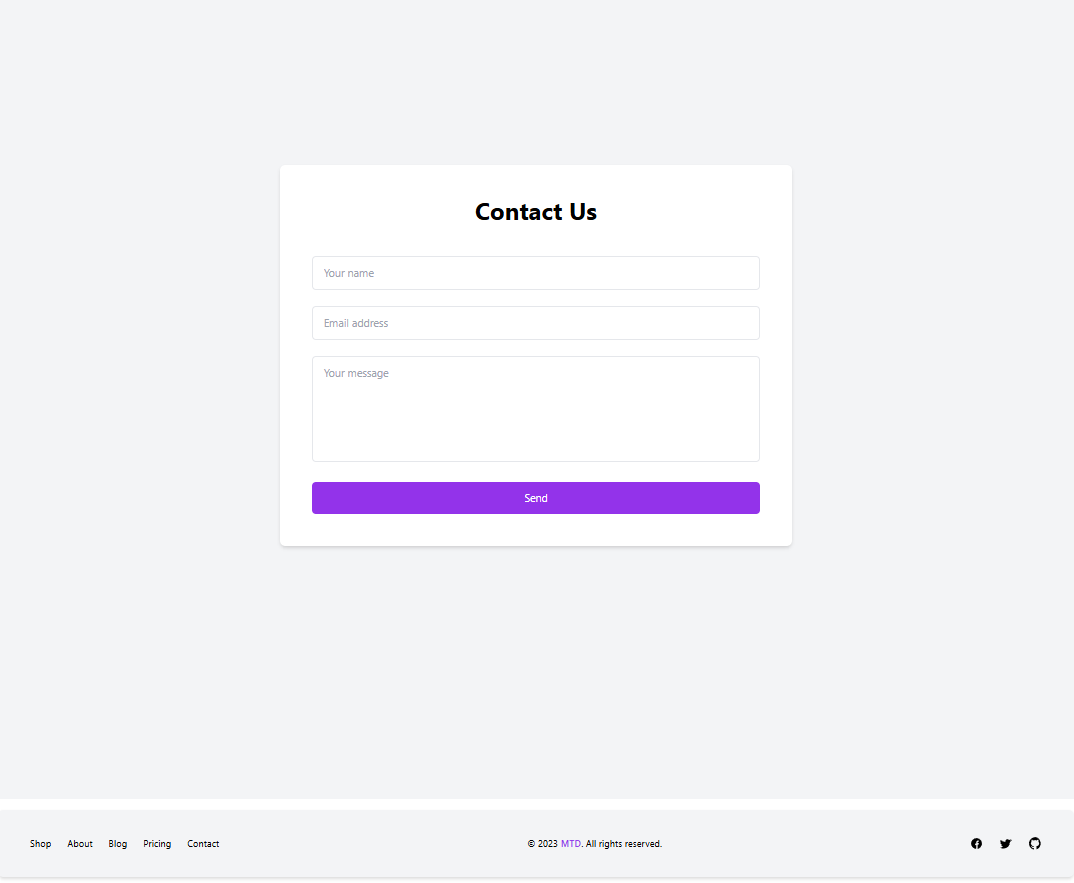 Contact Us
Your name
Email address
Your message
Send
Shop About Blog Pricing Contact © 2023 MTD. All rights reserved.